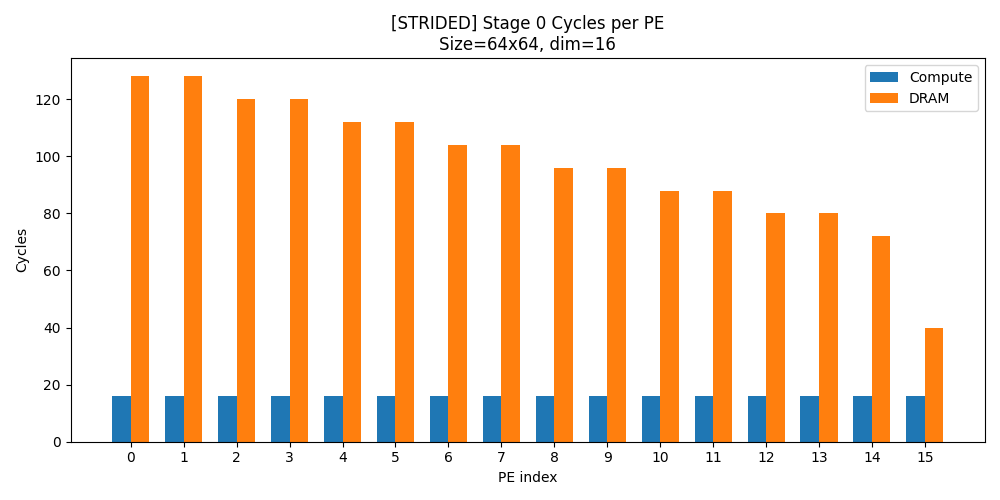 [STRIDED] Stage 0 Cycles per PE
Size=64x64, dim=16
Compute
DRAM
Cycles
120
100
80
60
40
20
0
0 1 2 3 4 5 6 7 8 9 10 11 12 13 14 15
PE index